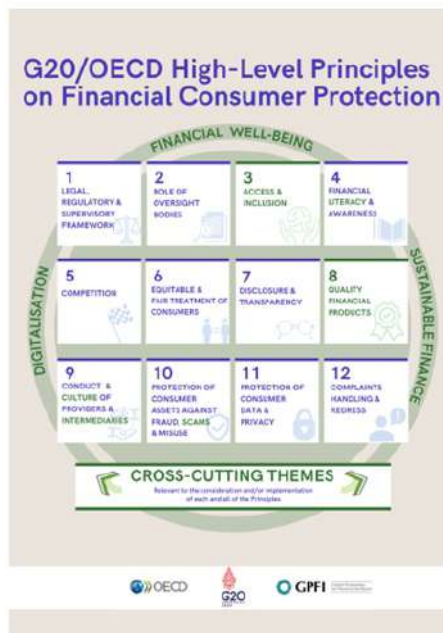 G20/OECD High-Level Principles
on Financial Consumer Protection
FINANCIAL WELL-BEING
DIGITALISATION
SUSTAINABLE FINANCE
1
LEGAL,
REGULATORY &
SUPERVISORY
FRAMEWORK
2
ROLE OF
OVERSIGHT
BODIES
3
ACCESS &
INCLUSION
4
FINANCIAL
LITERACY &
AWARENESS
5
COMPETITION
6
EQUITABLE &
FAIR TREATMENT OF
CONSUMERS
7
DISCLOSURE &
TRANSPARENCY
8
QUALITY
FINANCIAL
PRODUCTS
9
CONDUCT &
CULTURE OF
PROVIDERS &
INTERMEDIARIES
10
PROTECTION OF
CONSUMER
ASSETS AGAINST
FRAUD, SCAMS
& MISUSE
11
PROTECTION OF
CONSUMER
DATA &
PRIVACY
12
COMPLAINTS
HANDLING &
REDRESS
CROSS-CUTTING THEMES
Relevant to the consideration and/or implementation
of each and all of the Principles
OECD
G20
GPFI